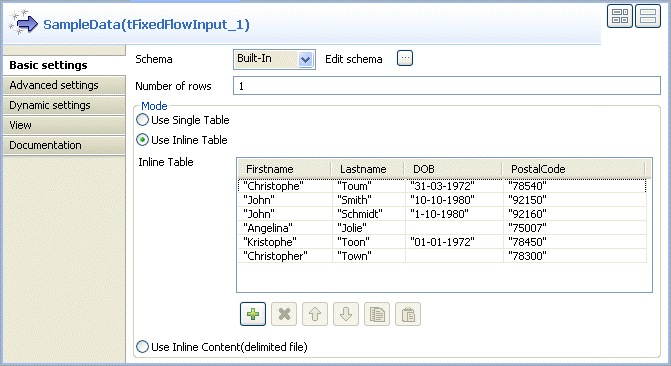 SampleData(tFixedFlowInput_1)
Basic settings
Advanced settings
Dynamic settings
View
Documentation
Schema Built-In Edit schema ...
Number of rows 1
Mode
Use Single Table
Use Inline Table
Inline Table
Firstname Lastname DOB PostalCode
"Christophe" "Toum" "31-03-1972" "78540"
"John" "Smith" "10-10-1980" "92150"
"John" "Schmidt" "1-10-1980" "92160"
"Angelina" "Jolie" "75007"
"Kristophe" "Toon" "01-01-1972" "78450"
"Christopher" "Town" "78300"
Use Inline Content(delimited file)